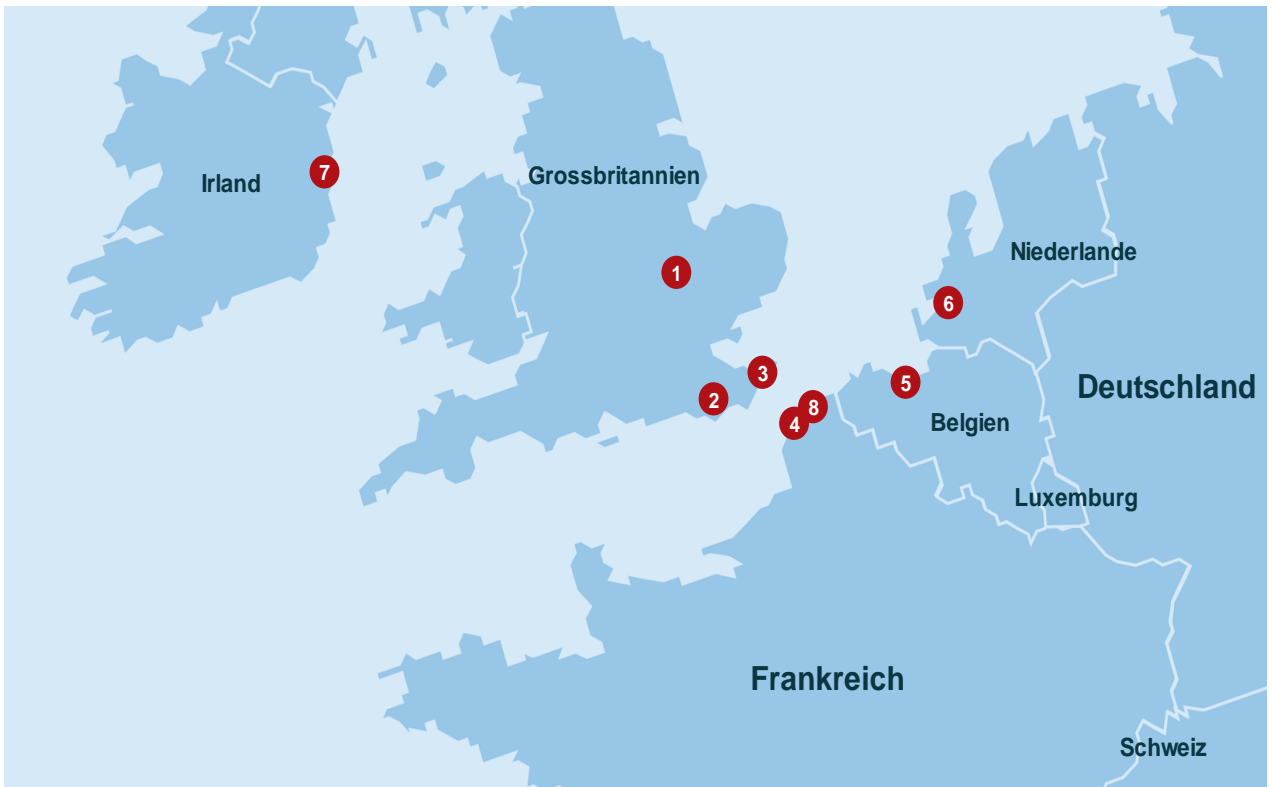 7
Irland
Grossbritannien
Niederlande
1
6
3
5
Deutschland
2
8
4
Belgien
Luxemburg
Frankreich
Schweiz